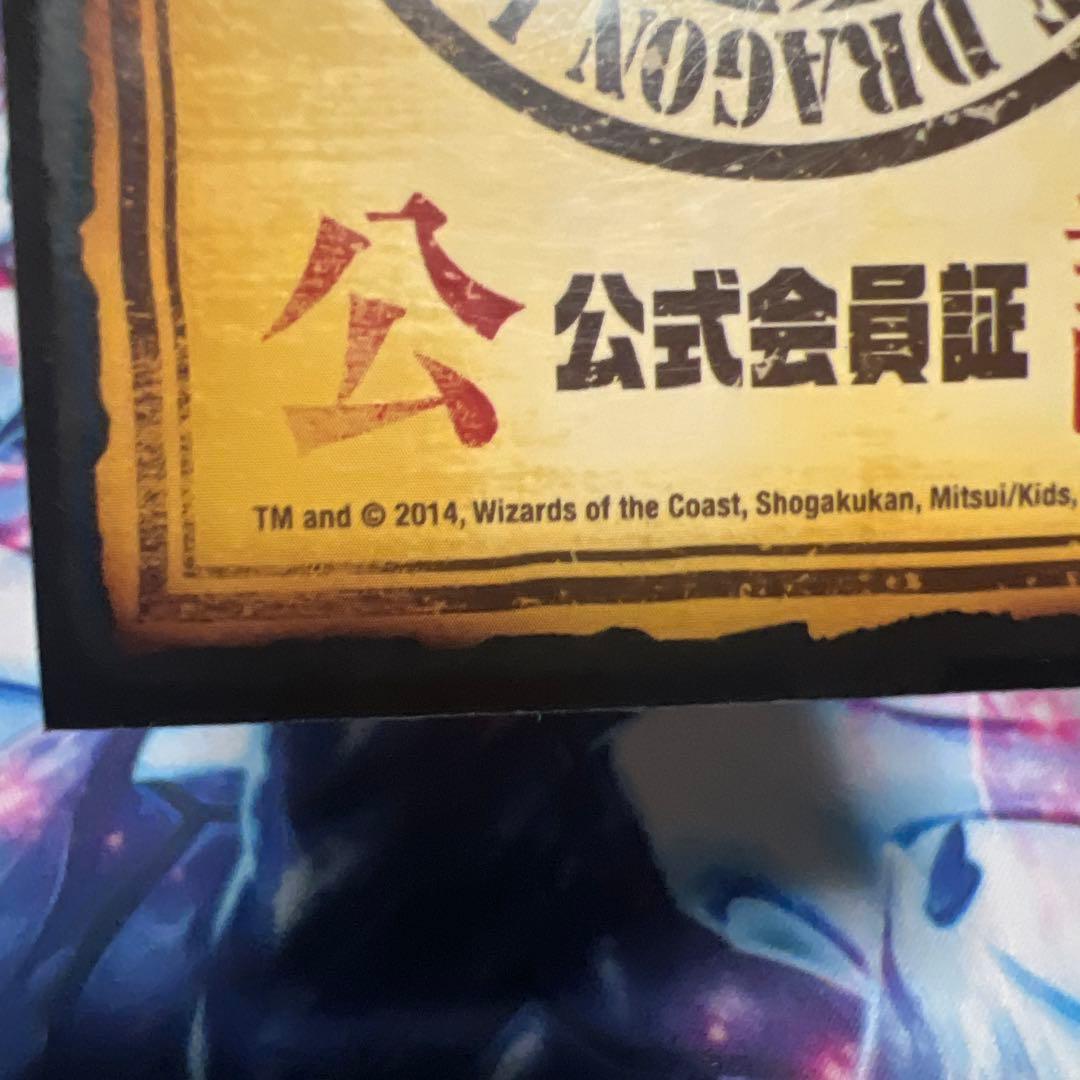 DRAGON
公 公式会員証
TM and © 2014, Wizards of the Coast, Shogakukan, Mitsui/Kids,